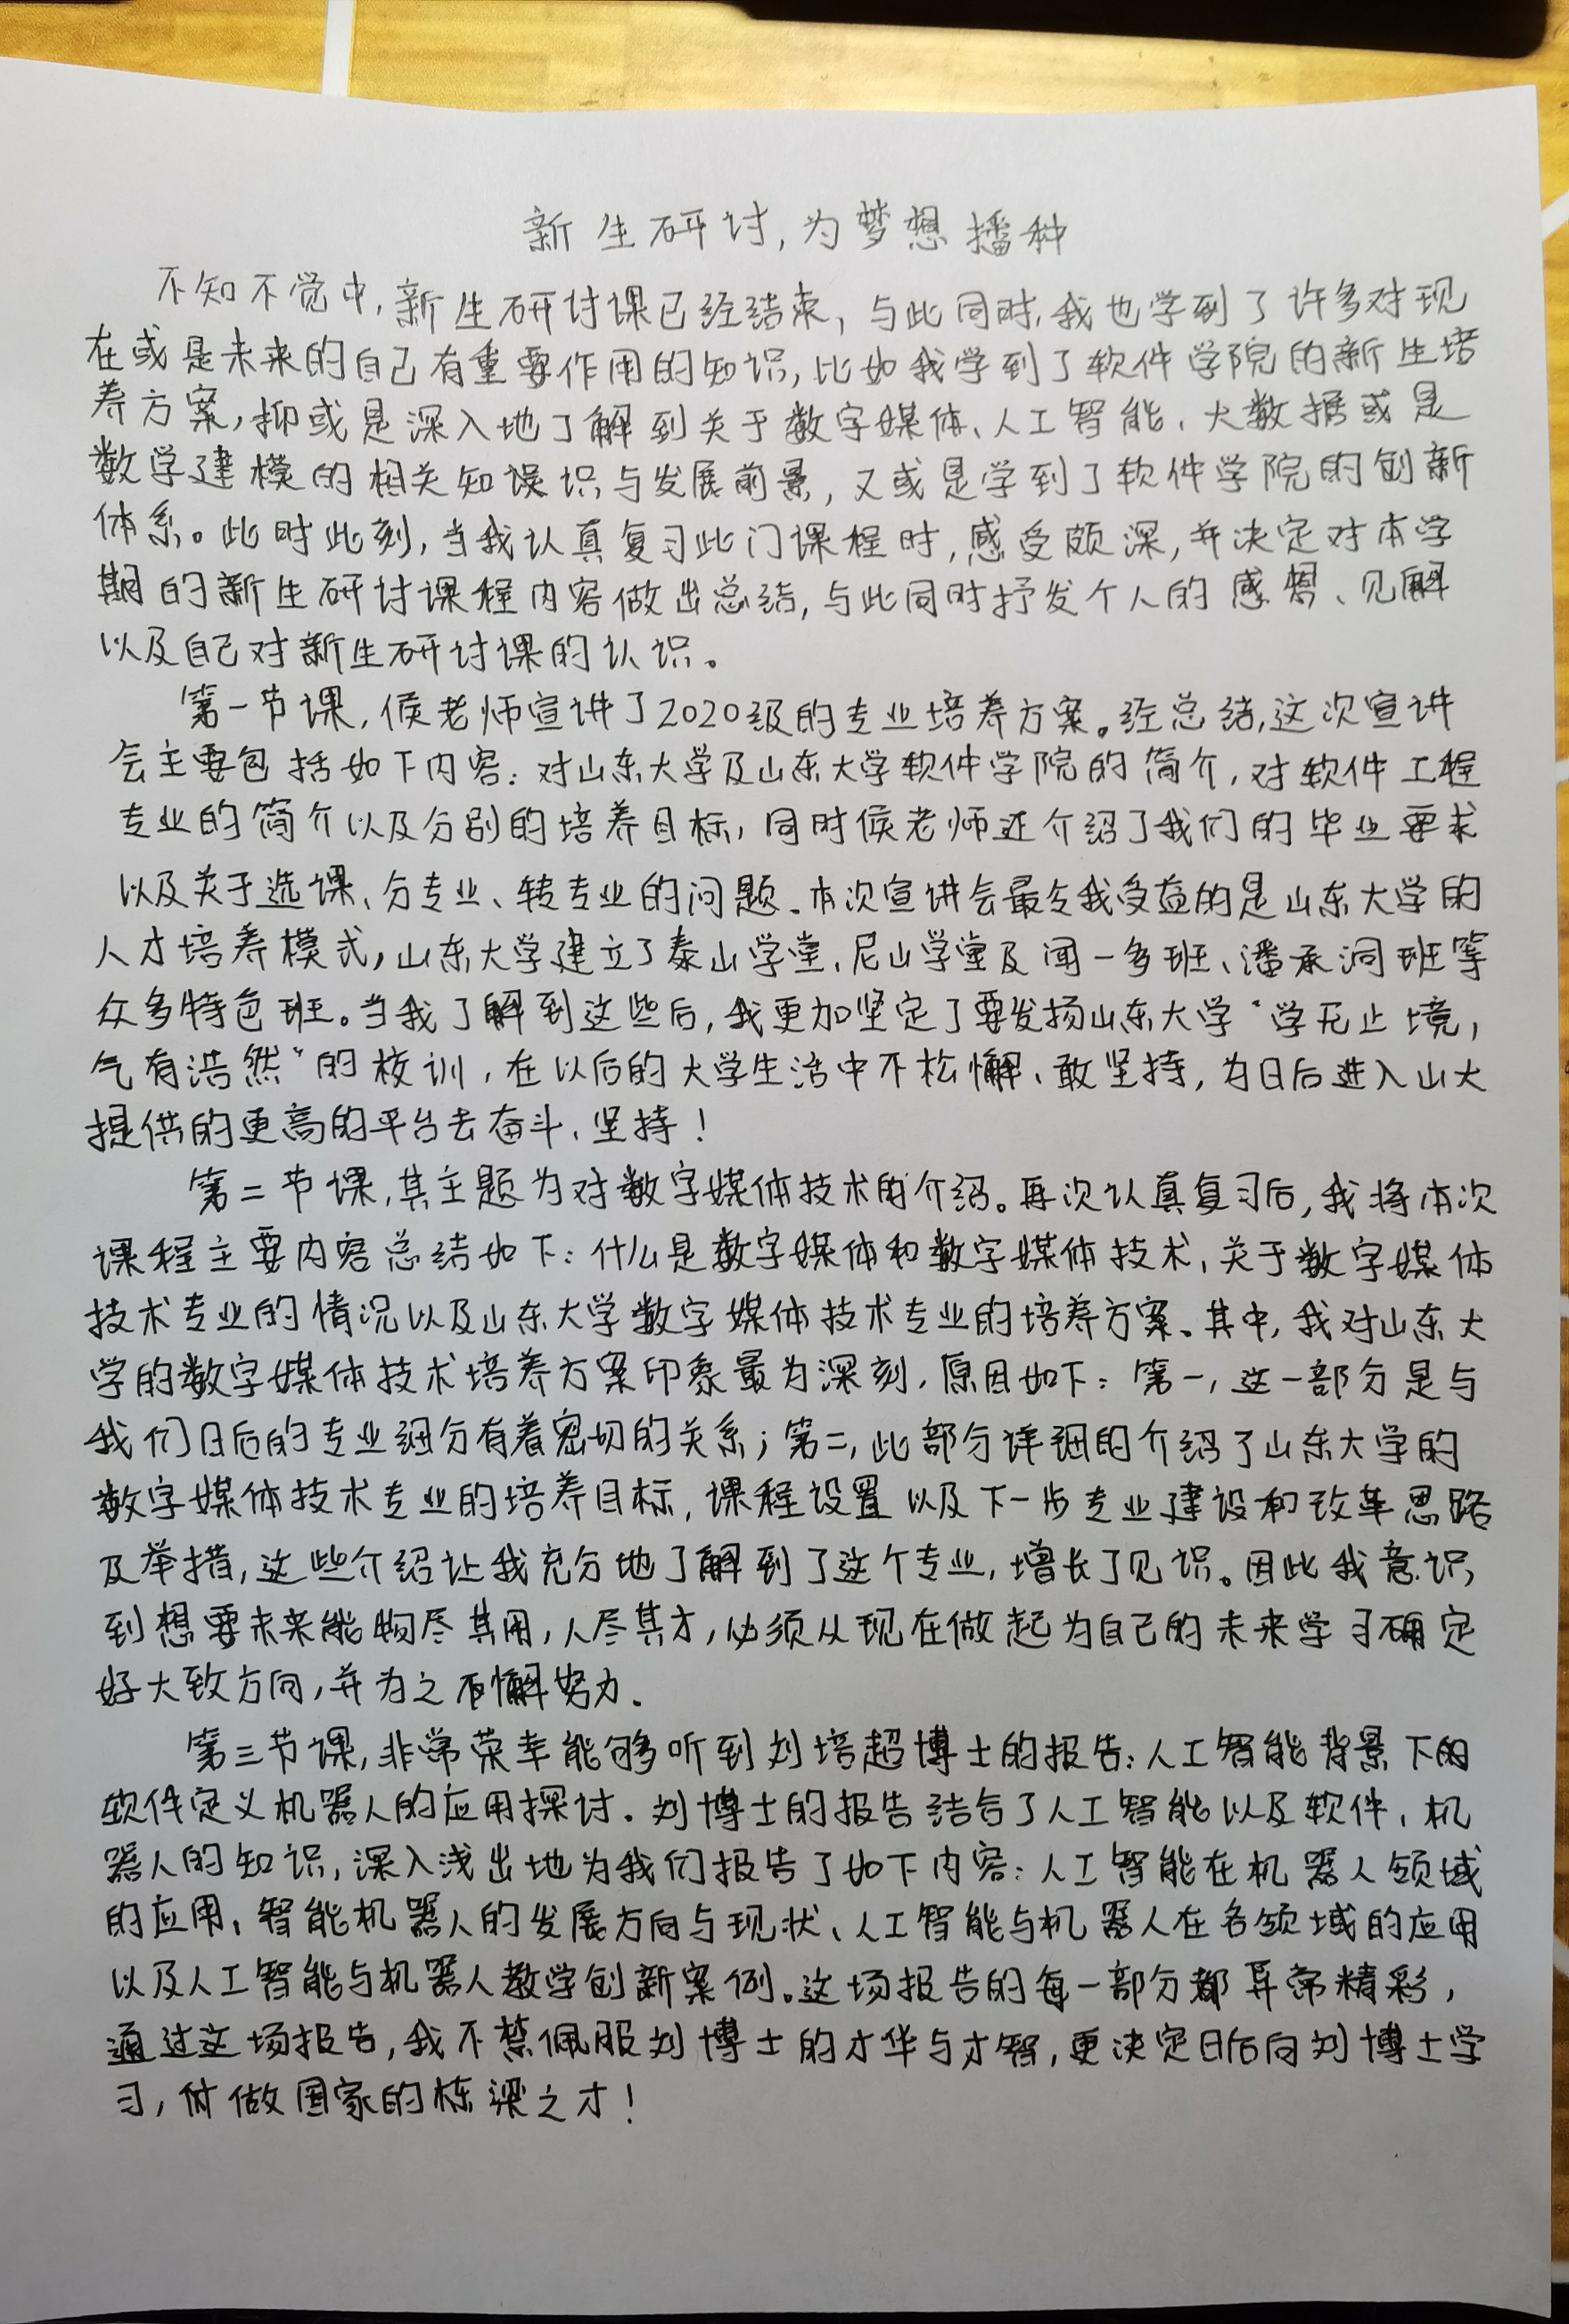 新生研讨,为梦想播种
不知不觉中,新生研讨课已经结束,与此同时,我也学到了许多对现
在或是未来的自己有重要作用的知识,比如我学到了软件学院的新生培
养方案,抑或是深入地了解到关于数字媒体、人工智能、大数据或是
数学建模的相关知识与发展前景,又或是学到了软件学院的创新
体系。此时此刻,当我认真复习此门课程时,感受颇深,并决定对本学
期的新生研讨课程内容做出总结,与此同时抒发个人的感想、见解
以及自己对新生研讨课的认识。
第一节课,侯老师宣讲了2020级的专业培养方案。经总结,这次宣讲
会主要包括如下内容:对山东大学及山东大学软件学院的简介,对软件工程
专业的简介以及分别的培养目标,同时侯老师还介绍了我们的毕业要求
以及关于选课、分专业、转专业的问题。本次宣讲会最令我受益的是山东大学的
人才培养模式,山东大学建立了泰山学堂、尼山学堂及闻一多班、潘承洞班等
众多特色班。当我了解到这些后,我更加坚定了要发扬山东大学“学无止境,
气有浩然”的校训,在以后的大学生活中不松懈、敢坚持,为日后进入山大
提供的更高的平台去奋斗、坚持!
第二节课,其主题为对数字媒体技术的介绍。再次认真复习后,我将本次
课程主要内容总结如下:什么是数字媒体和数字媒体技术,关于数字媒体
技术专业的情况以及山东大学数字媒体技术专业的培养方案。其中,我对山东大
学的数字媒体技术培养方案印象最为深刻,原因如下:第一,这一部分是与
我们日后的专业细分有着密切的关系;第二,此部分详细的介绍了山东大学的
数字媒体技术专业的培养目标,课程设置以及下一步专业建设和改革思路
及举措,这些介绍让我充分地了解到了这个专业,增长了见识。因此我意识
到想要未来能物尽其用,人尽其才,必须从现在做起为自己的未来学习确定
好大致方向,并为之不懈努力。
第三节课,非常荣幸能够听到刘培超博士的报告:人工智能背景下的
软件定义机器人的应用探讨。刘博士的报告结合了人工智能以及软件、机
器人的知识,深入浅出地为我们报告了如下内容:人工智能在机器人领域
的应用、智能机器人的发展方向与现状、人工智能与机器人在各领域的应用
以及人工智能与机器人教学创新案例。这场报告的每一部分都异常精彩,
通过这场报告,我不禁佩服刘博士的才华与才智,更决定日后向刘博士学
习,做国家的栋梁之才!